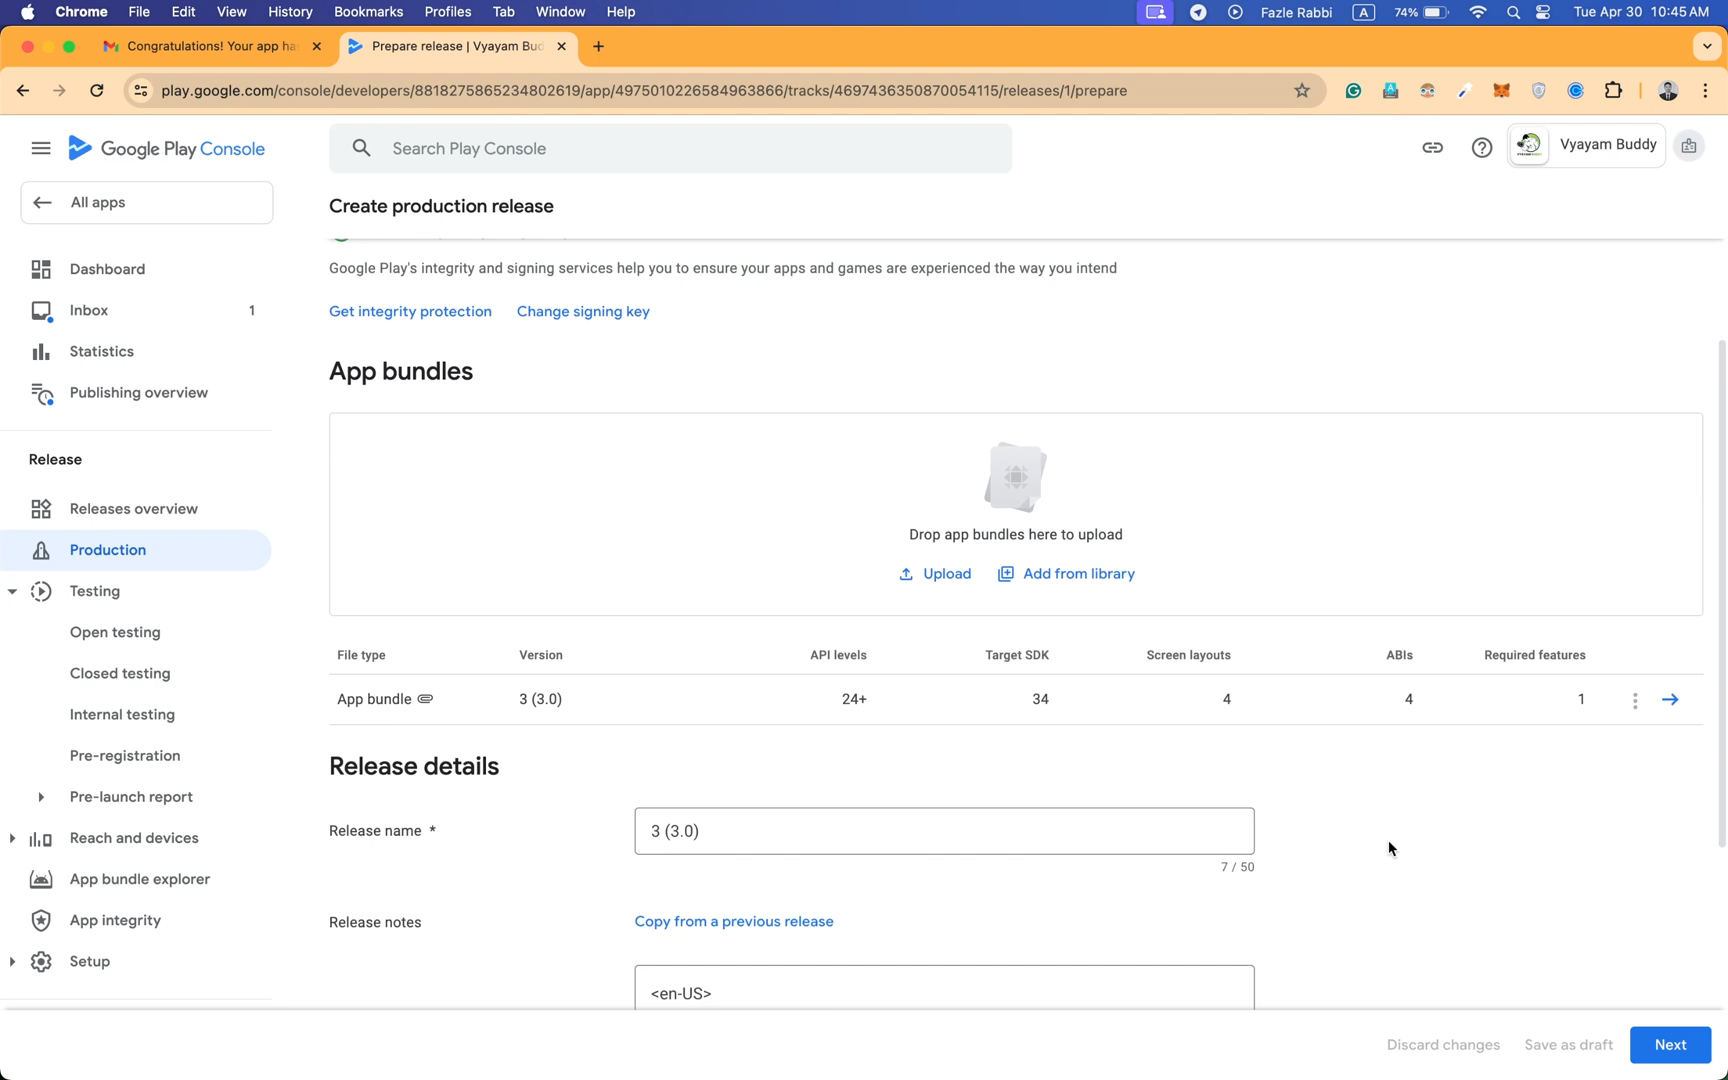 Chrome File Edit View History Bookmarks Profiles Tab Window Help Fazle Rabbi A 74% Tue Apr 30 10:45 AM
Congratulations! Your app ha
Prepare release | Vyayam Bud
play.google.com/console/developers/8818275865234802619/app/4975010226584963866/tracks/4697436350870054115/releases/1/prepare
Google Play Console
Search Play Console
Vyayam Buddy
All apps
Create production release
Dashboard
Inbox 1
Statistics
Publishing overview
Release
Releases overview
Production
Testing
Open testing
Closed testing
Internal testing
Pre-registration
Pre-launch report
Reach and devices
App bundle explorer
App integrity
Setup
Google Play's integrity and signing services help you to ensure your apps and games are experienced the way you intend
Get integrity protection Change signing key
App bundles
Drop app bundles here to upload
Upload Add from library
File type Version API levels Target SDK Screen layouts ABIs Required features
App bundle 3 (3.0) 24+ 34 4 4 1
Release details
Release name * 3 (3.0)
7 / 50
Release notes Copy from a previous release
<en-US>
Discard changes Save as draft Next